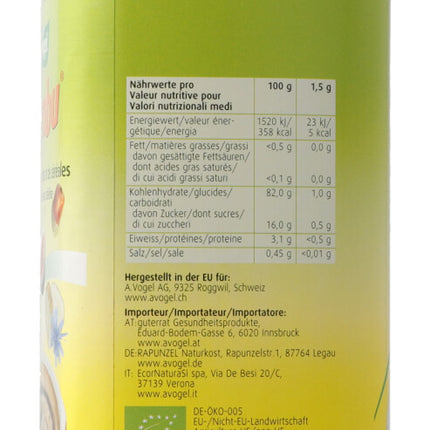 Nährwerte pro 100 g 1,5 g
Valeur nutritive pour
Valori nutrizionali medi
Energiewert/valeur éner- 1520 kJ/ 23 kJ/
gétique/energia 358 kcal 5 kcal
Fett/matières grasses/grassi <0,5 g 0,0 g
davon gesättigte Fettsäuren/
dont acides gras saturés/
di cui acidi grassi saturi <0,1 g 0,0 g
Kohlenhydrate/glucides/ 82,0 g 1,0 g
carboidrati
davon Zucker/dont sucres/
di cui zuccheri 16,0 g 0,5 g
Eiweiss/protéines/proteine 3,1 g <0,5 g
Salz/sel/sale 0,45 g <0,01 g
Hergestellt in der EU für:
A.Vogel AG, 9325 Roggwil, Schweiz
www.avogel.ch
Importeur/Importateur/Importatore:
AT: guterrat Gesundheitsprodukte,
Eduard-Bodem-Gasse 6, 6020 Innsbruck
DE: RAPUNZEL Naturkost, Rapunzelstr.1, 87764 Legau
www.avogel.de
IT: EcorNaturaSì spa, Via De Besi 20/C,
37139 Verona
www.avogel.it
DE-ÖKO-005
EU-/Nicht-EU-Landwirtschaft